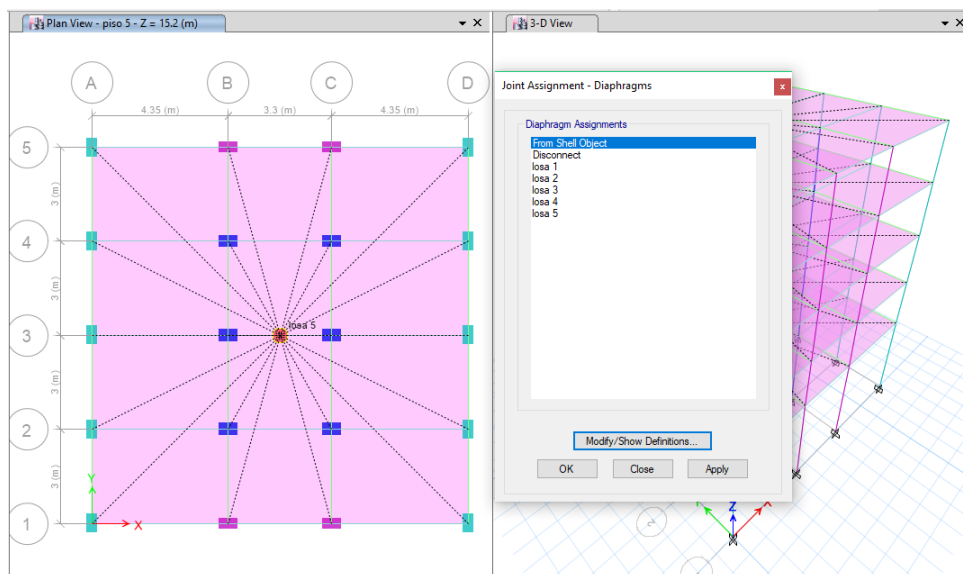 Plan View - piso 5 - Z = 15.2 (m)
3-D View
A
B
C
D
4.35 (m)
3.3 (m)
4.35 (m)
5
3 (m)
4
3 (m)
3
3 (m)
2
3 (m)
1
losa 5
Y
X
Joint Assignment - Diaphragms
Diaphragm Assignments
From Shell Object
Disconnect
losa 1
losa 2
losa 3
losa 4
losa 5
Modify/Show Definitions...
OK
Close
Apply
Z
X